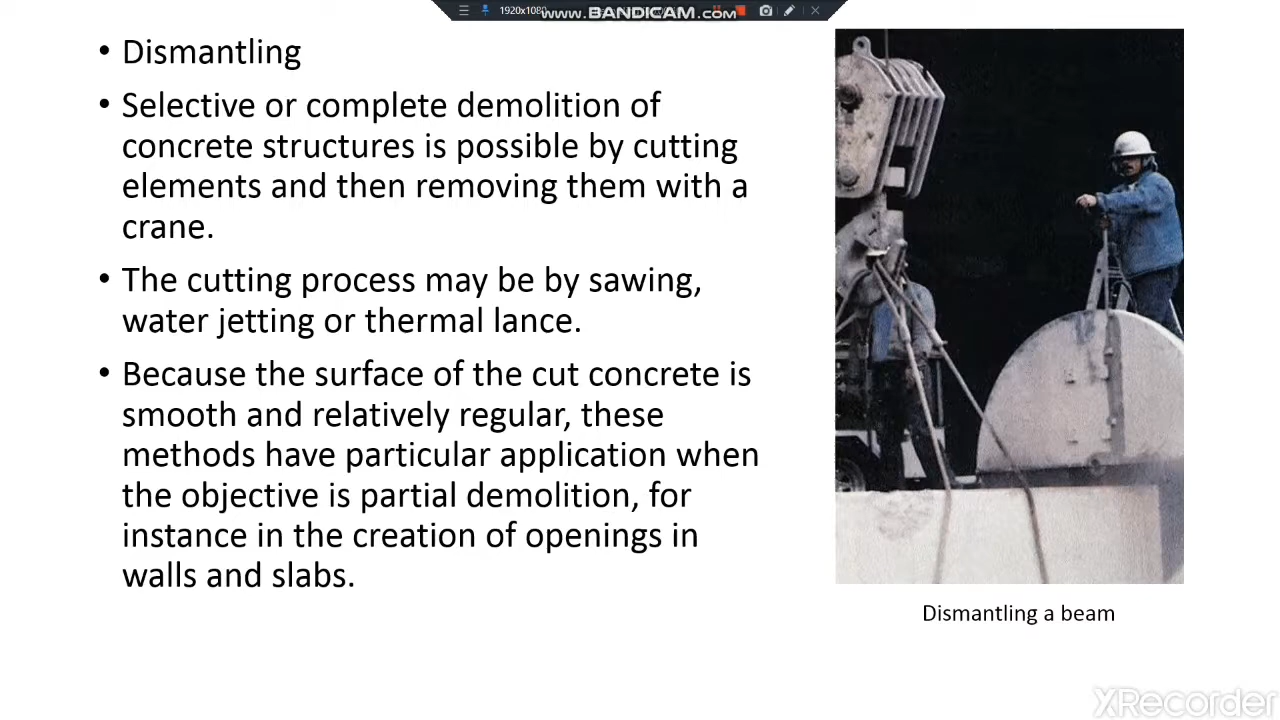 1920x1080
www.BANDICAM.com
• Dismantling
• Selective or complete demolition of
concrete structures is possible by cutting
elements and then removing them with a
crane.
• The cutting process may be by sawing,
water jetting or thermal lance.
• Because the surface of the cut concrete is
smooth and relatively regular, these
methods have particular application when
the objective is partial demolition, for
instance in the creation of openings in
walls and slabs.
Dismantling a beam
XRecorder